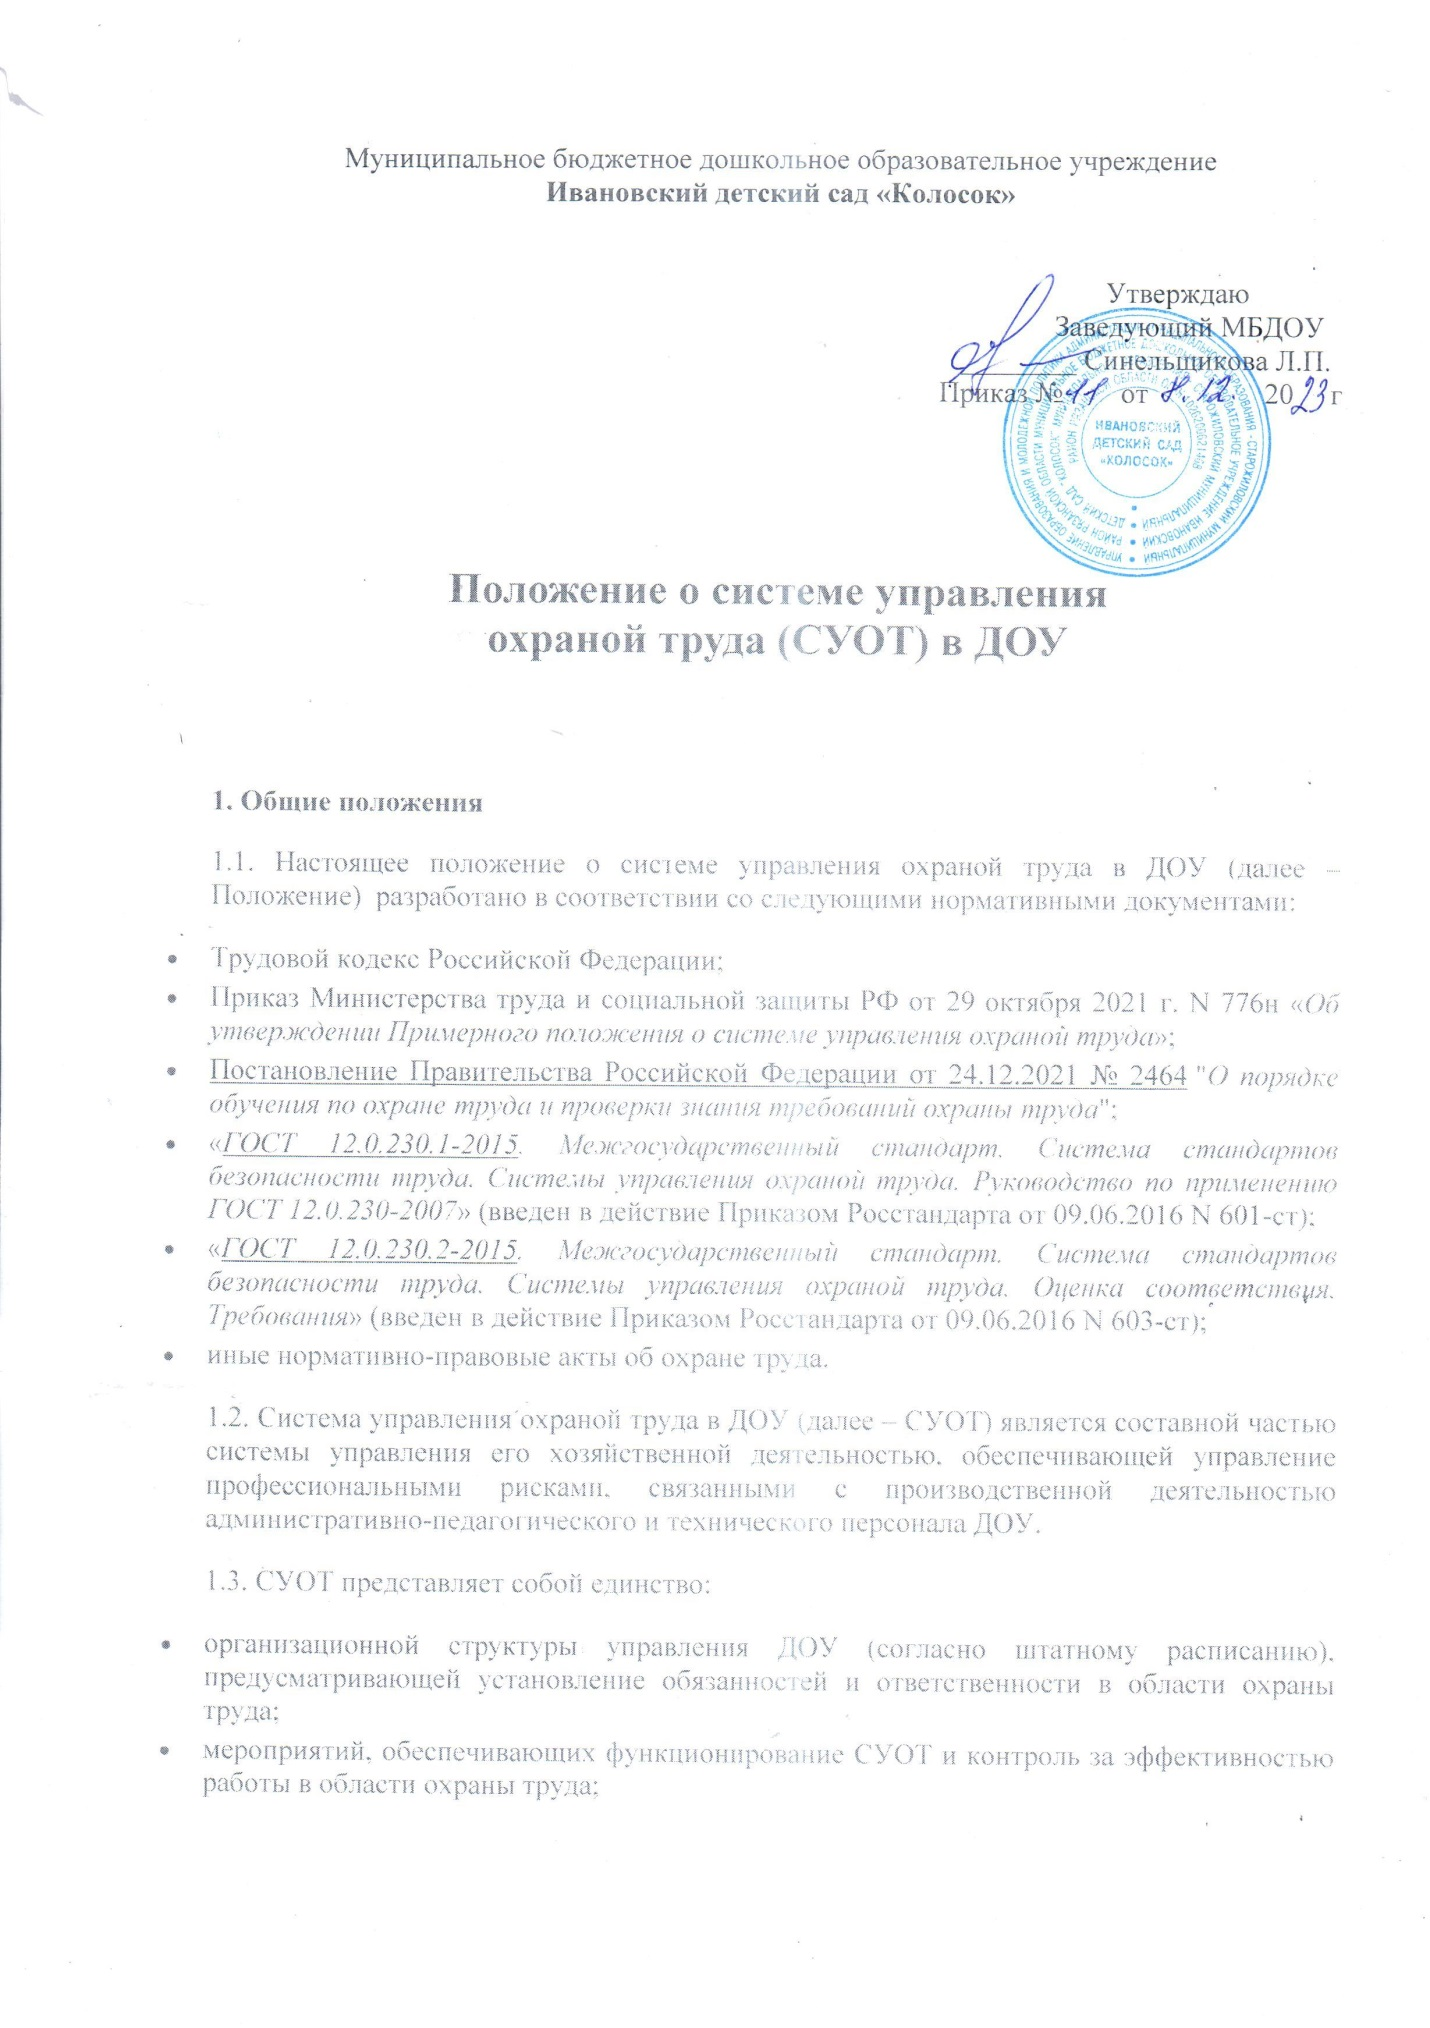 Муниципальное бюджетное дошкольное образовательное учреждение
Ивановский детский сад «Колосок»
Утверждаю
Заведующий МБДОУ
Синельщикова Л.П.
Приказ № 11 от 8.12. 2023 г
ИВАНОВСКИЙ
ДЕТСКИЙ САД
«КОЛОСОК»
Положение о системе управления
охраной труда (СУОТ) в ДОУ
1. Общие положения
1.1. Настоящее положение о системе управления охраной труда в ДОУ (далее –
Положение) разработано в соответствии со следующими нормативными документами:
• Трудовой кодекс Российской Федерации;
• Приказ Министерства труда и социальной защиты РФ от 29 октября 2021 г. N 776н «Об
утверждении Примерного положения о системе управления охраной труда»;
• Постановление Правительства Российской Федерации от 24.12.2021 № 2464 "О порядке
обучения по охране труда и проверки знания требований охраны труда";
• «ГОСТ 12.0.230.1-2015. Межгосударственный стандарт. Система стандартов
безопасности труда. Системы управления охраной труда. Руководство по применению
ГОСТ 12.0.230-2007» (введен в действие Приказом Росстандарта от 09.06.2016 N 601-ст);
• «ГОСТ 12.0.230.2-2015. Межгосударственный стандарт. Система стандартов
безопасности труда. Системы управления охраной труда. Оценка соответствия.
Требования» (введен в действие Приказом Росстандарта от 09.06.2016 N 603-ст);
• иные нормативно-правовые акты об охране труда.
1.2. Система управления охраной труда в ДОУ (далее – СУОТ) является составной частью
системы управления его хозяйственной деятельностью, обеспечивающей управление
профессиональными рисками, связанными с производственной деятельностью
административно-педагогического и технического персонала ДОУ.
1.3. СУОТ представляет собой единство:
• организационной структуры управления ДОУ (согласно штатному расписанию),
предусматривающей установление обязанностей и ответственности в области охраны
труда;
• мероприятий, обеспечивающих функционирование СУОТ и контроль за эффективностью
работы в области охраны труда;